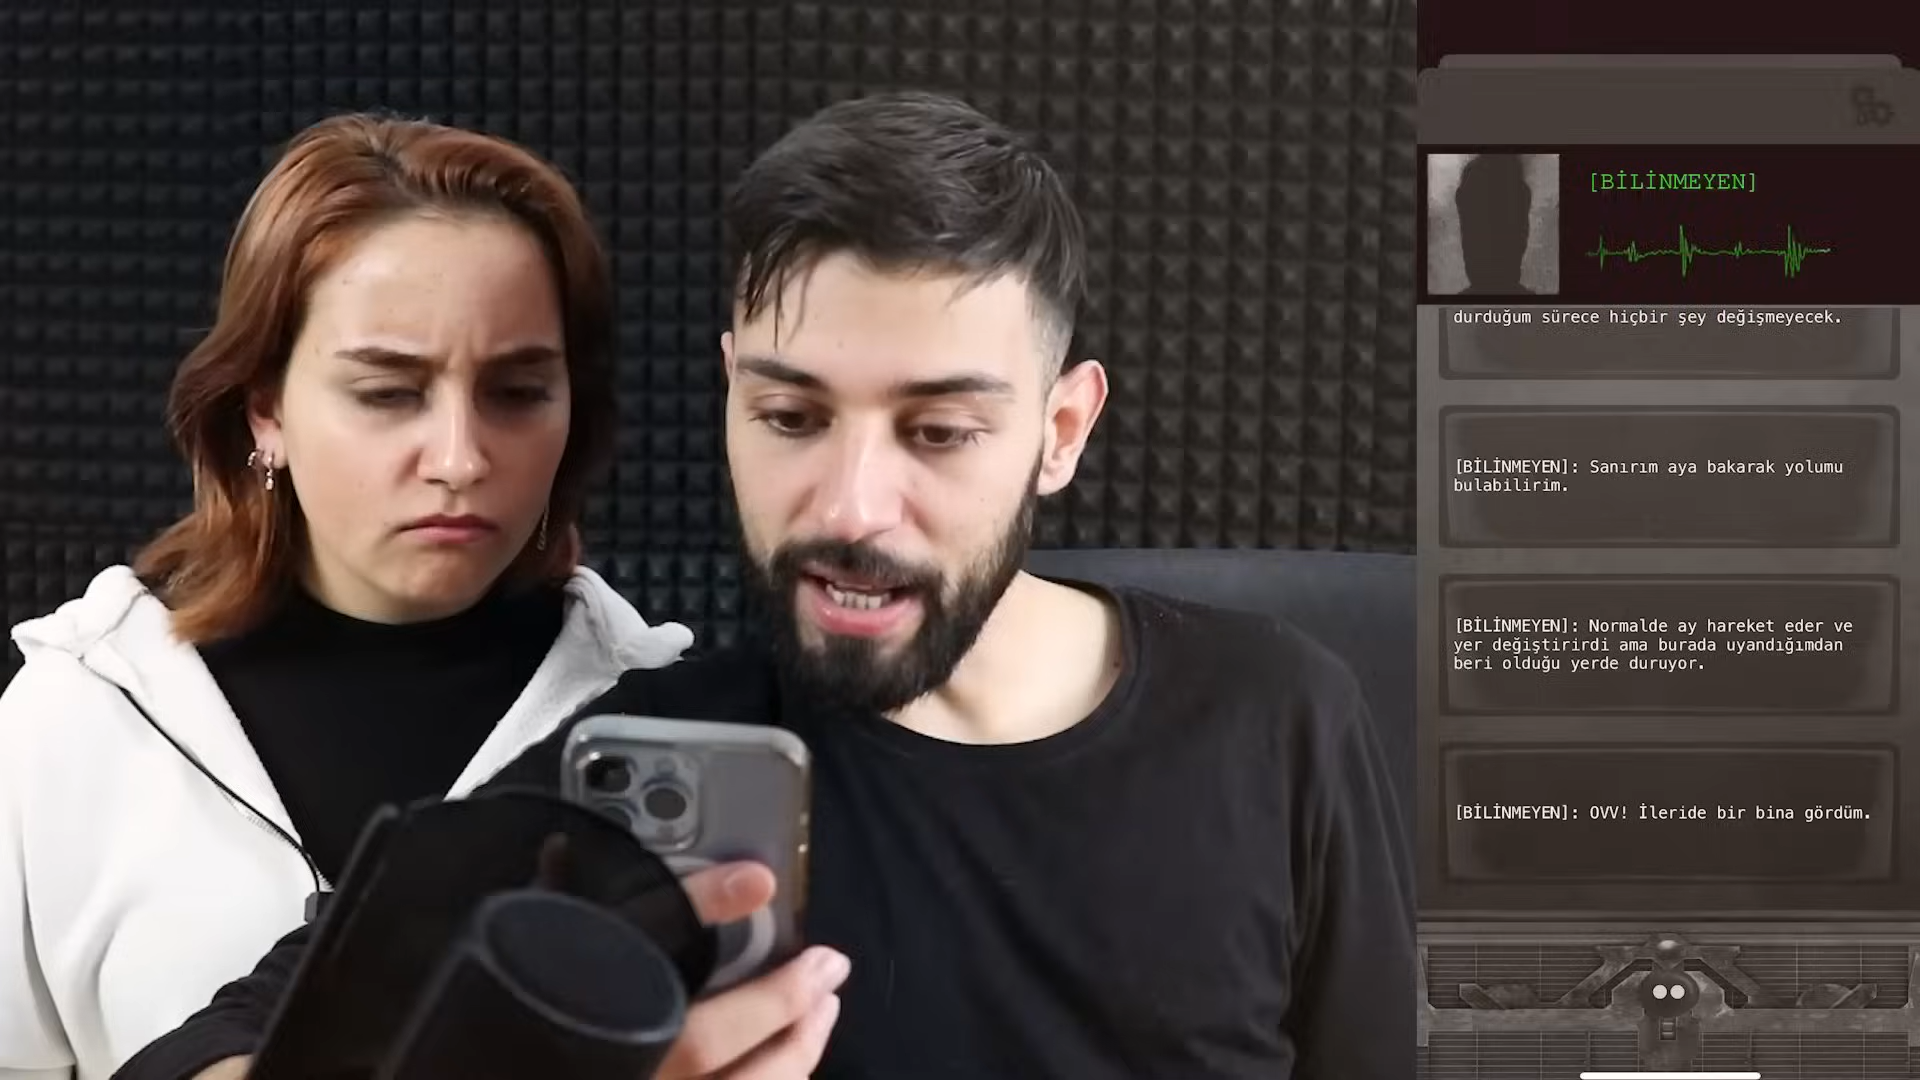 [BİLİNMEYEN]
durduğum sürece hiçbir şey değişmeyecek.
[BİLİNMEYEN]: Sanırım aya bakarak yolumu
bulabilirim.
[BİLİNMEYEN]: Normalde ay hareket eder ve
yer değiştirirdi ama burada uyandığımdan
beri olduğu yerde duruyor.
[BİLİNMEYEN]: OVV! İleride bir bina gördüm.